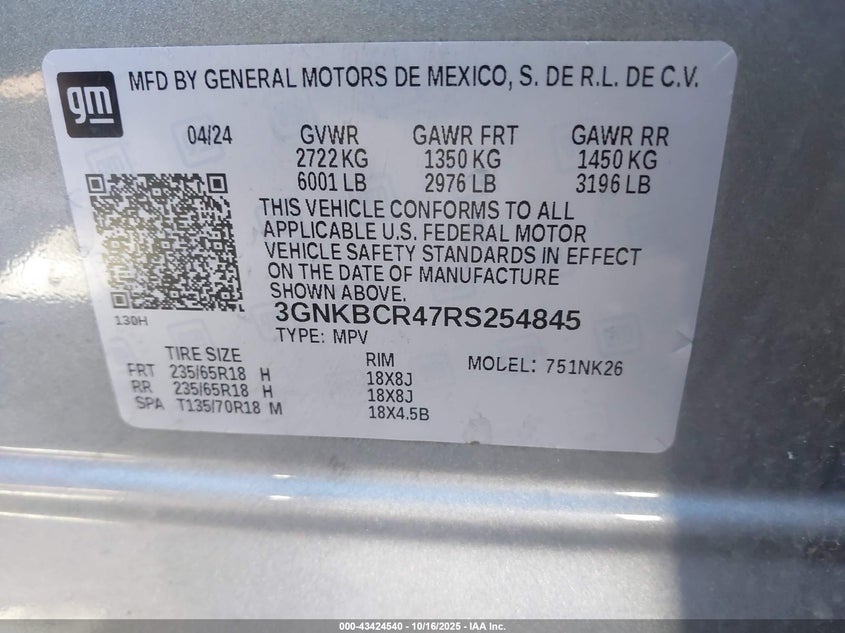 gm
MFD BY GENERAL MOTORS DE MEXICO, S. DE R.L. DE C.V.
04/24 GVWR GAWR FRT GAWR RR
2722 KG 1350 KG 1450 KG
6001 LB 2976 LB 3196 LB
THIS VEHICLE CONFORMS TO ALL
APPLICABLE U.S. FEDERAL MOTOR
VEHICLE SAFETY STANDARDS IN EFFECT
ON THE DATE OF MANUFACTURE
SHOWN ABOVE.
130H
3GNKBCR47RS254845
TYPE: MPV
TIRE SIZE RIM MODEL: 751NK26
FRT 235/65R18 H 18X8J
RR 235/65R18 H 18X8J
SPA T135/70R18 M 18X4.5B
000-43424540 - 10/16/2025 - IAA Inc.